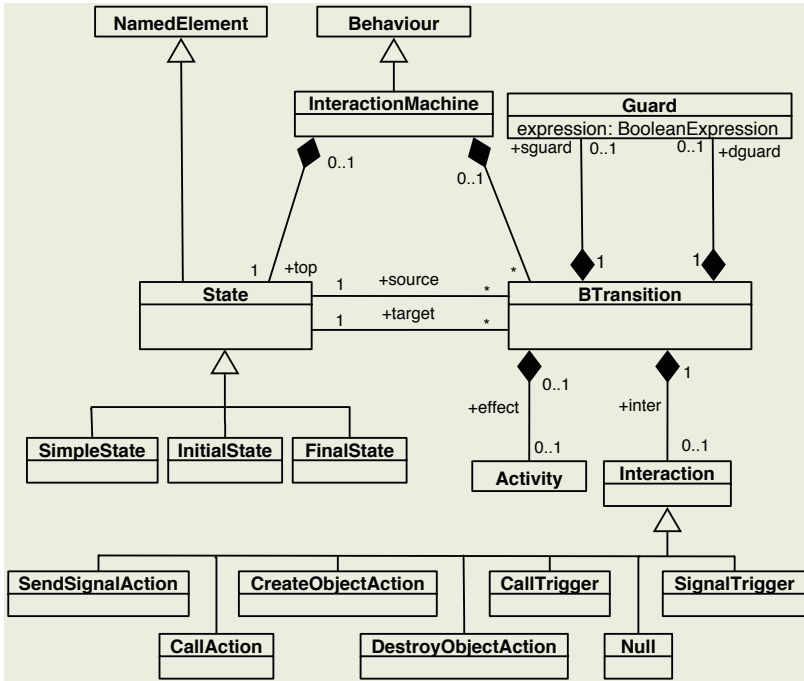 NamedElement
Behaviour
InteractionMachine
Guard
expression: BooleanExpression
+sguard
0..1
0..1
+dguard
0..1
0..1
1
+top
1
+source
*
*
1
1
State
BTransition
1
+target
*
0..1
1
+effect
+inter
0..1
0..1
SimpleState
InitialState
FinalState
Activity
Interaction
SendSignalAction
CreateObjectAction
CallTrigger
SignalTrigger
CallAction
DestroyObjectAction
Null